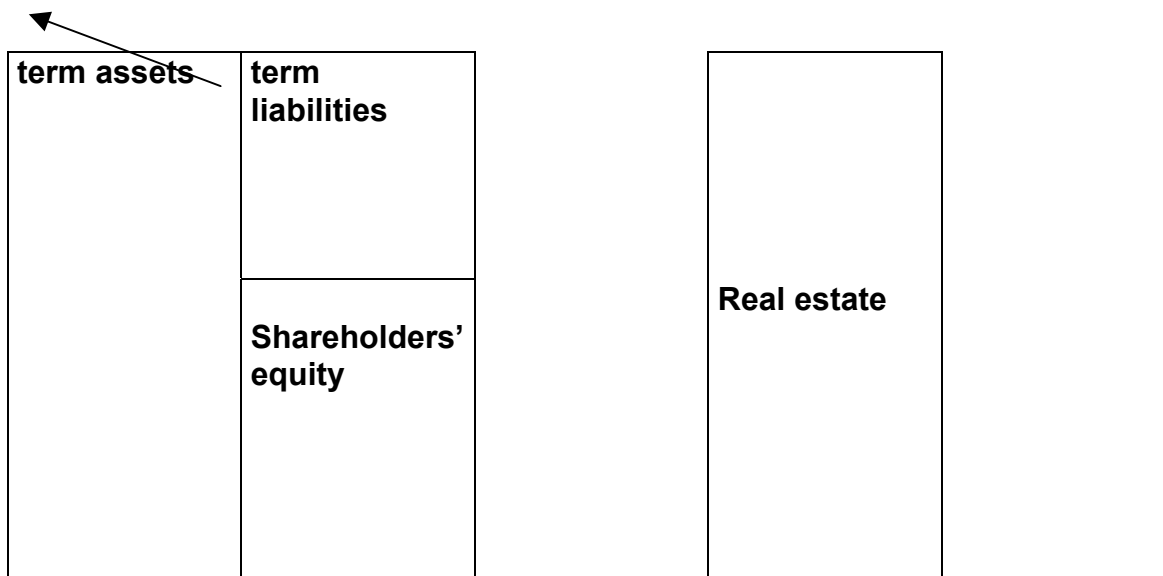 term assets
term
liabilities
Real estate
Shareholders’
equity